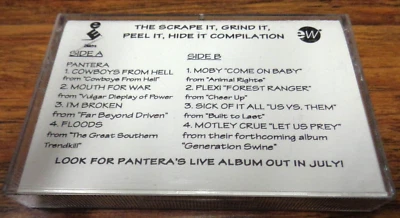 THE SCRAPE IT, GRIND IT,
PEEL IT, HIDE IT COMPILATION
SIDE A
PANTERA
1. COWBOYS FROM HELL
from "Cowboys From Hell"
2. MOUTH FOR WAR
from "Vulgar Display of Power
3. I'M BROKEN
from "Far Beyond Driven"
4. FLOODS
from "The Great Southern
Trendkill"
SIDE B
1. MOBY "COME ON BABY"
from "Animal Rights"
2. PLEXI "FOREST RANGER"
from "Cheer Up"
3. SICK OF IT ALL "US VS. THEM"
from "Built to Last"
4. MOTLEY CRUE "LET US PREY"
from their forthcoming album
"Generation Swine"
LOOK FOR PANTERA'S LIVE ALBUM OUT IN JULY!